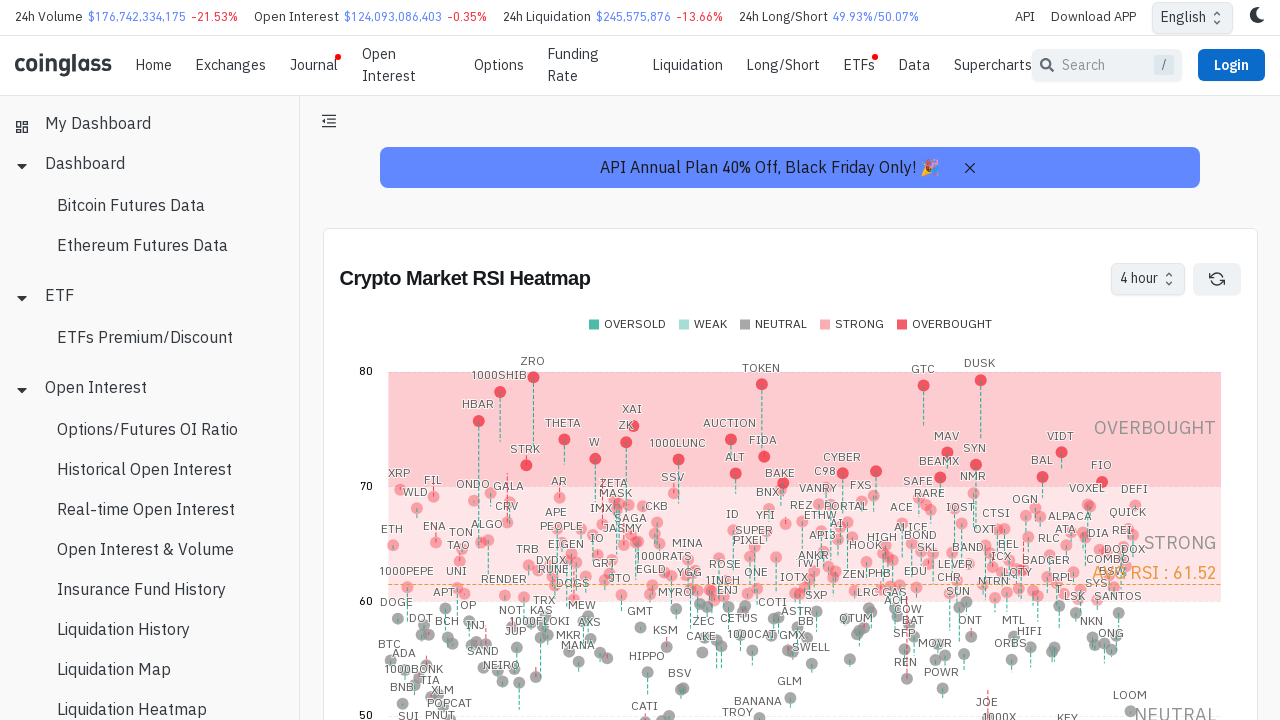 24h Volume $176,742,334,175 -21.53% Open Interest $124,093,086,403 -0.35% 24h Liquidation $245,575,876 -13.66% 24h Long/Short 49.93%/50.07% API Download APP English
coinglass Home Exchanges Journal Open Interest Options Funding Rate Liquidation Long/Short ETFs Data Supercharts Search / Login
My Dashboard
Dashboard
Bitcoin Futures Data
Ethereum Futures Data
ETF
ETFs Premium/Discount
Open Interest
Options/Futures OI Ratio
Historical Open Interest
Real-time Open Interest
Open Interest & Volume
Insurance Fund History
Liquidation History
Liquidation Map
Liquidation Heatmap
API Annual Plan 40% Off, Black Friday Only! 🎉
Crypto Market RSI Heatmap
4 hour
OVERSOLD WEAK NEUTRAL STRONG OVERBOUGHT
ZRO
TOKEN GTC DUSK
80
1000SHIB
HBAR XAI
THETA ZK AUCTION
OVERBOUGHT
STRK W 1000LUNC FIDA MAV VIDT
ALT CYBER SYN
BEAMX BAL FIO
XRP C98 BAKE NMR
FIL ONDO GALA AR ZETA SSV FXS SAFE
70
WLD MASK BNX VANRY RARE VOXEL DEFI
CRV IMX CKB REZ PORTAL ACE IOST OGN
APE SAGA ID YFI ETHW CTSI ALPACA QUICK
ETH ENA ALGO PEOPLE JASMY SUPER AI ALICE OXT ATA REI
TON IO PIXEL API3 HIGH BOND RLC DIA
TAO TRB EIGEN MINA HOOK SKL BAND BEL STRONG
DODOX
DYDX GRT ROSE ANKR ICX BADGER COMBO
1000PEPE UNI RUNE EGLD YGG ONE ZEN PHB EDU LEVER LOTY RPL BSW
RENDER JTO 1INCH IOTX CHR NTRN SYS
APT MYRO ENJ SXP LRC GAS SUN LSK SANTOS
60
DOGE OP TRX MEW COTI ACH
DOT BCH NOT KAS GMT CETUS ASTR COW ONT MTL NKN
INJ JUP AXS ZEC BB QTUM BAT
MKR KSM CAKE 1000CAT GMX SFP HIFI ONG
BTC ADA SAND MANA SWELL MOVR ORBS
1000BONK NEIRO HIPPO REN
TIA BSV GLM POWR
BNB XLM
POPCAT CATI BANANA JOE LOOM
50
SUI PNUT TROY 1000X KEY NEUTRAL